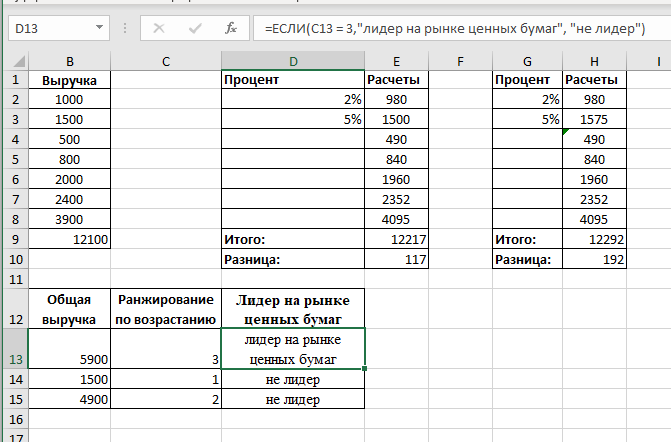 D13 fx =ЕСЛИ(C13 = 3,"лидер на рынке ценных бумаг", "не лидер")
B C D E F G H I
1 Выручка Процент Расчеты Процент Расчеты
2 1000 2% 980 2% 980
3 1500 5% 1500 5% 1575
4 500 490 490
5 800 840 840
6 2000 1960 1960
7 2400 2352 2352
8 3900 4095 4095
9 12100 Итого: 12217 Итого: 12292
10 Разница: 117 Разница: 192
11
Общая Ранжирование Лидер на рынке
12 выручка по возрастанию ценных бумаг
лидер на рынке
13 5900 3 ценных бумаг
14 1500 1 не лидер
15 4900 2 не лидер
16
17